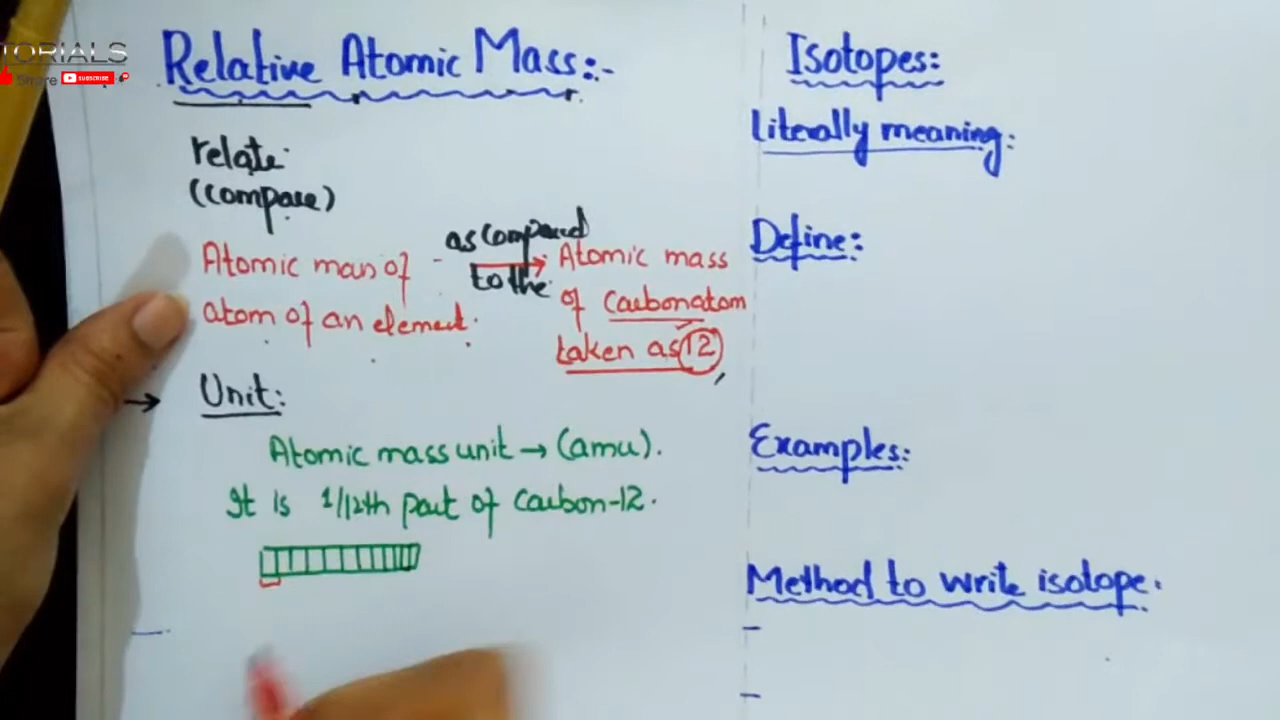 TORIALS
Share SUBSCRIBE
Relative Atomic Mass:-
relate
(compare)
Atomic mass of
atom of an element.
as compared
to the
Atomic mass
of Carbon atom
taken as 12
Unit:
Atomic mass unit → (amu).
It is 1/12th part of Carbon-12.
Isotopes:
Literally meaning:
Define:
Examples:
Method to write isotope.